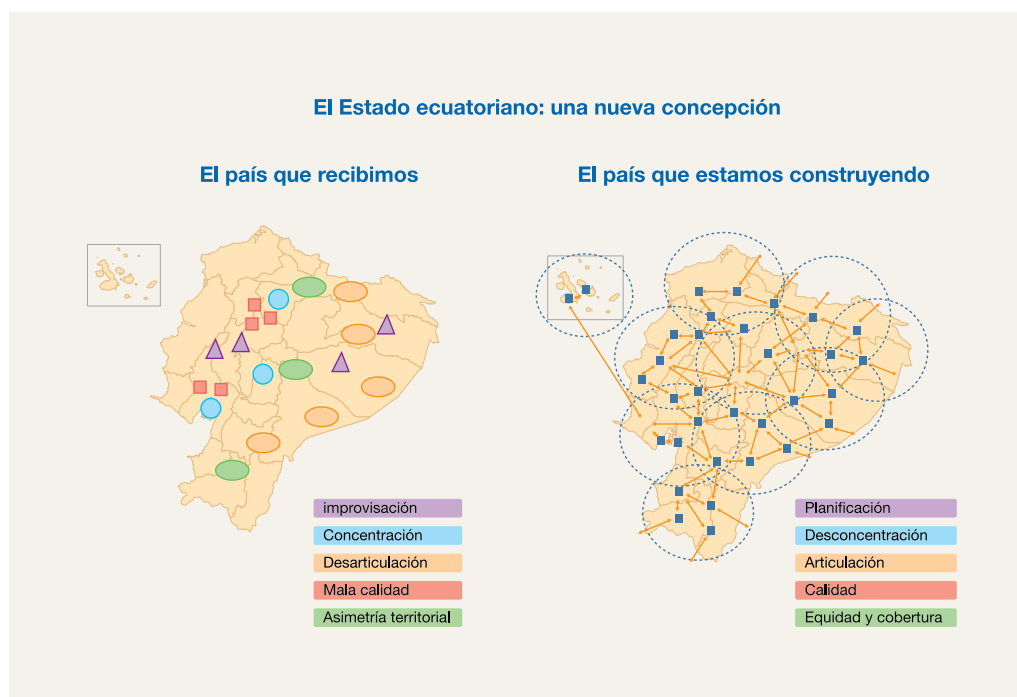 El Estado ecuatoriano: una nueva concepción
El país que recibimos
El país que estamos construyendo
improvisación
Concentración
Desarticulación
Mala calidad
Asimetría territorial
Planificación
Desconcentración
Articulación
Calidad
Equidad y cobertura